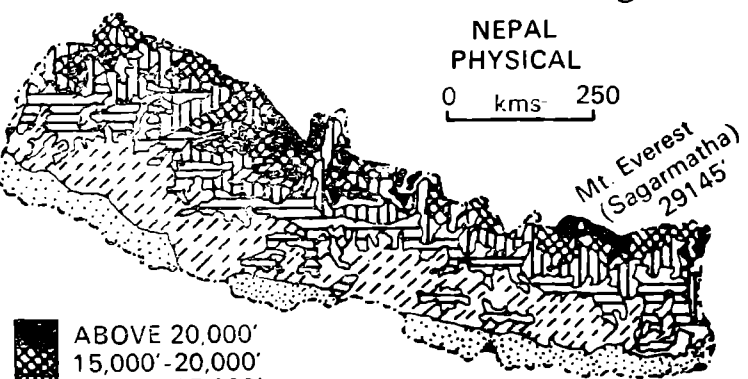 NEPAL
PHYSICAL
0 kms 250
Mt. Everest
(Sagarmatha)
29145'
ABOVE 20,000'
15,000'-20,000'